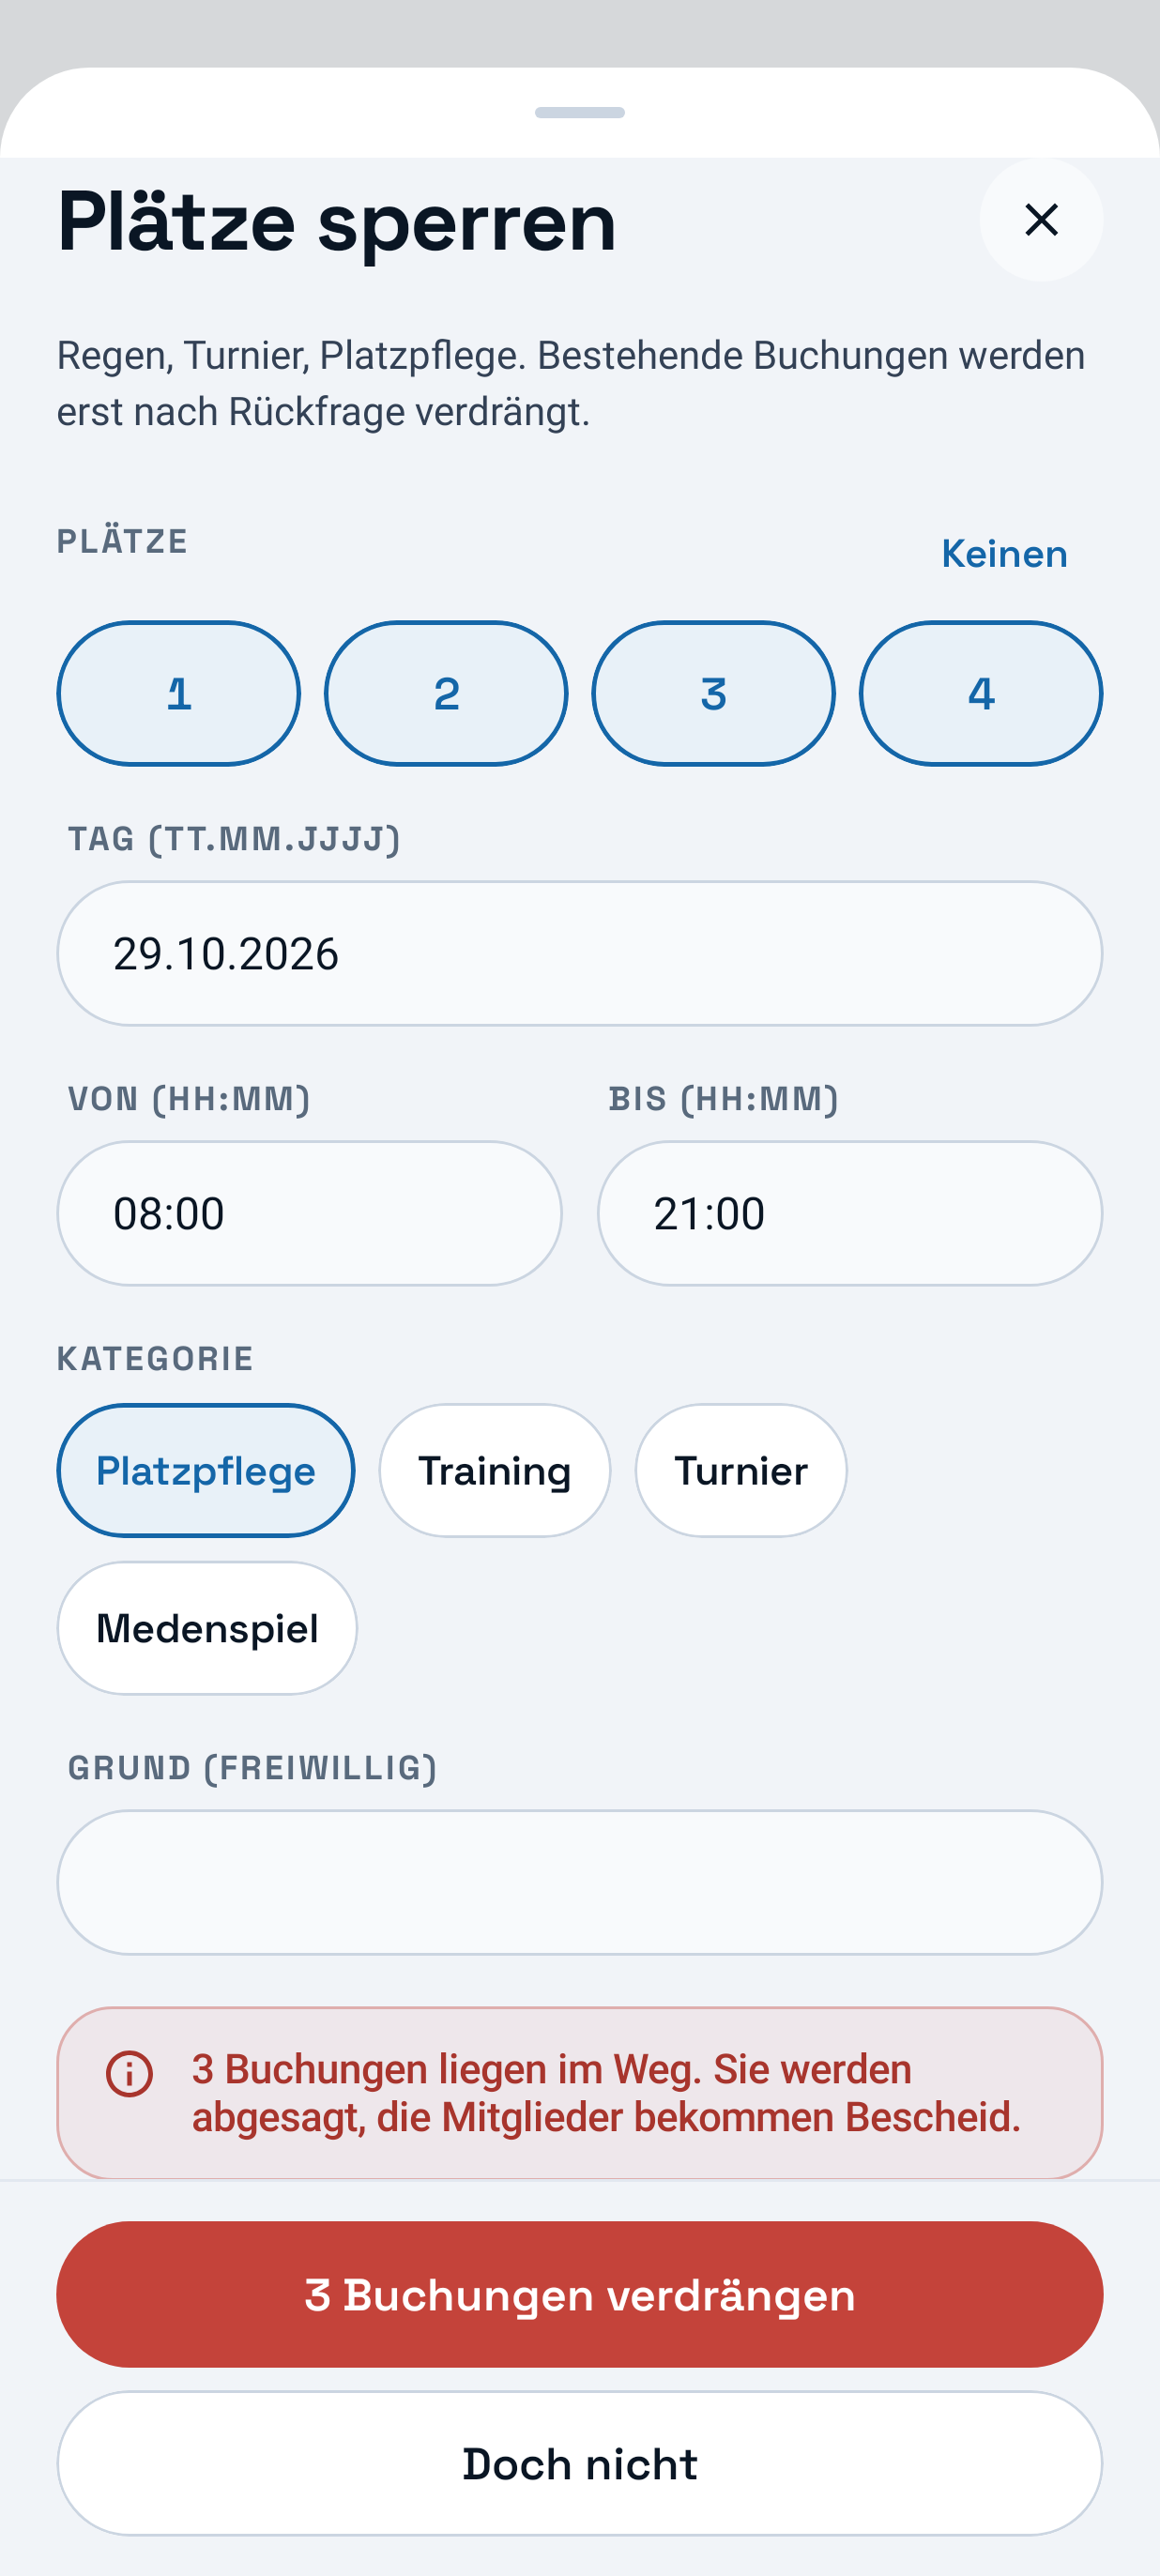 Plätze sperren
Regen, Turnier, Platzpflege. Bestehende Buchungen werden
erst nach Rückfrage verdrängt.
PLÄTZE
Keinen
1 2 3 4
TAG (TT.MM.JJJJ)
29.10.2026
VON (HH:MM) BIS (HH:MM)
08:00 21:00
KATEGORIE
Platzpflege Training Turnier
Medenspiel
GRUND (FREIWILLIG)
3 Buchungen liegen im Weg. Sie werden
abgesagt, die Mitglieder bekommen Bescheid.
3 Buchungen verdrängen
Doch nicht